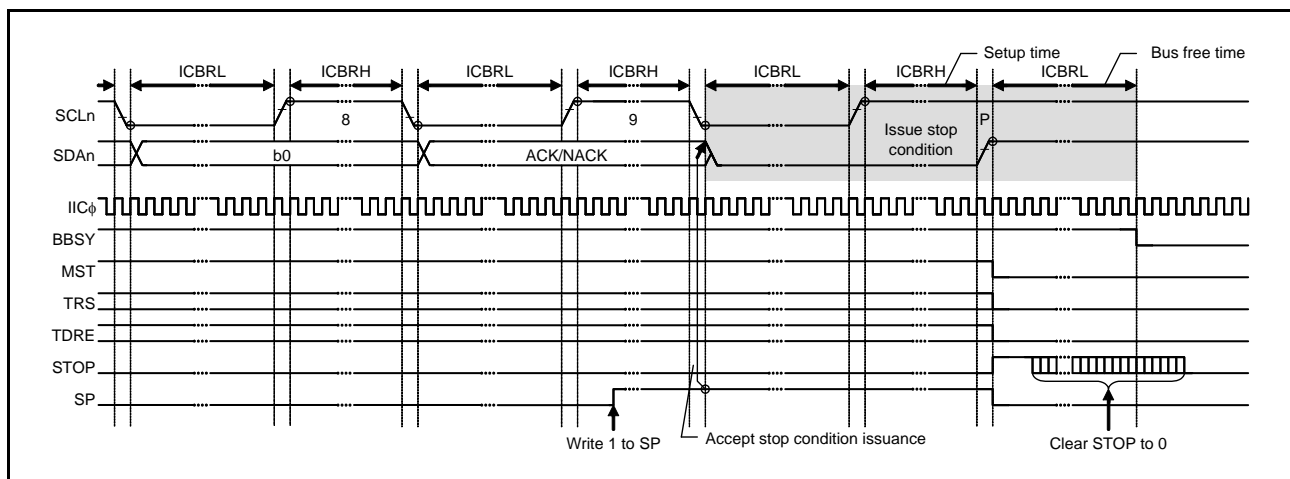 Setup time
Bus free time
ICBRL ICBRH ICBRL ICBRH ICBRL ICBRH ICBRL
SCLn 8 9 P
SDAn b0 ACK/NACK Issue stop
condition
IICφ
BBSY
MST
TRS
TDRE
STOP
SP
Write 1 to SP
Accept stop condition issuance
Clear STOP to 0